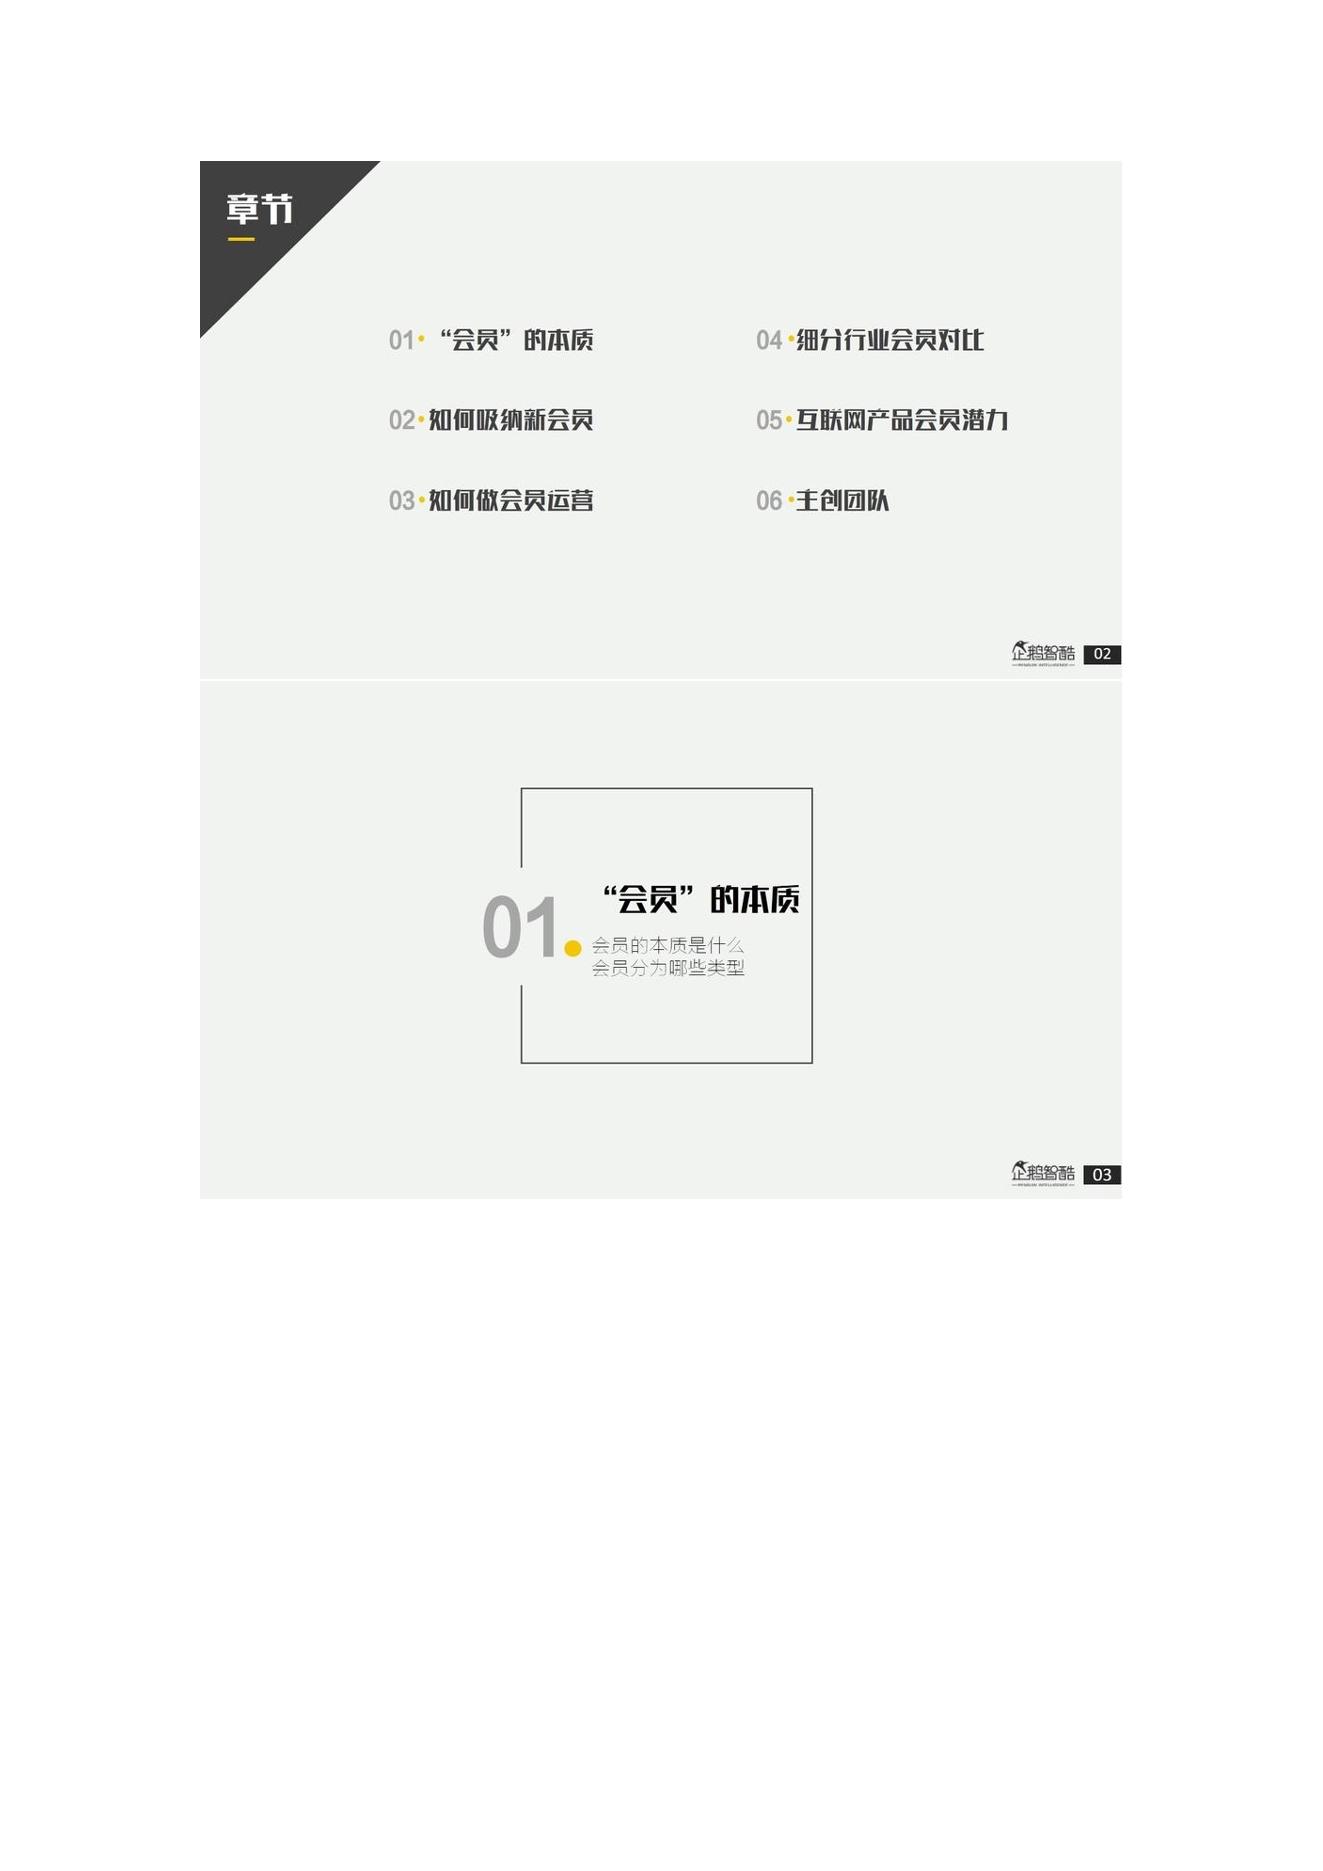 章节
01•“会员”的本质
02•如何吸纳新会员
03•如何做会员运营
04•细分行业会员对比
05•互联网产品会员潜力
06•主创团队
企鹅智酷
PENGUIN INTELLIGENCE
02
01
“会员”的本质
会员的本质是什么
会员分为哪些类型
企鹅智酷
PENGUIN INTELLIGENCE
03